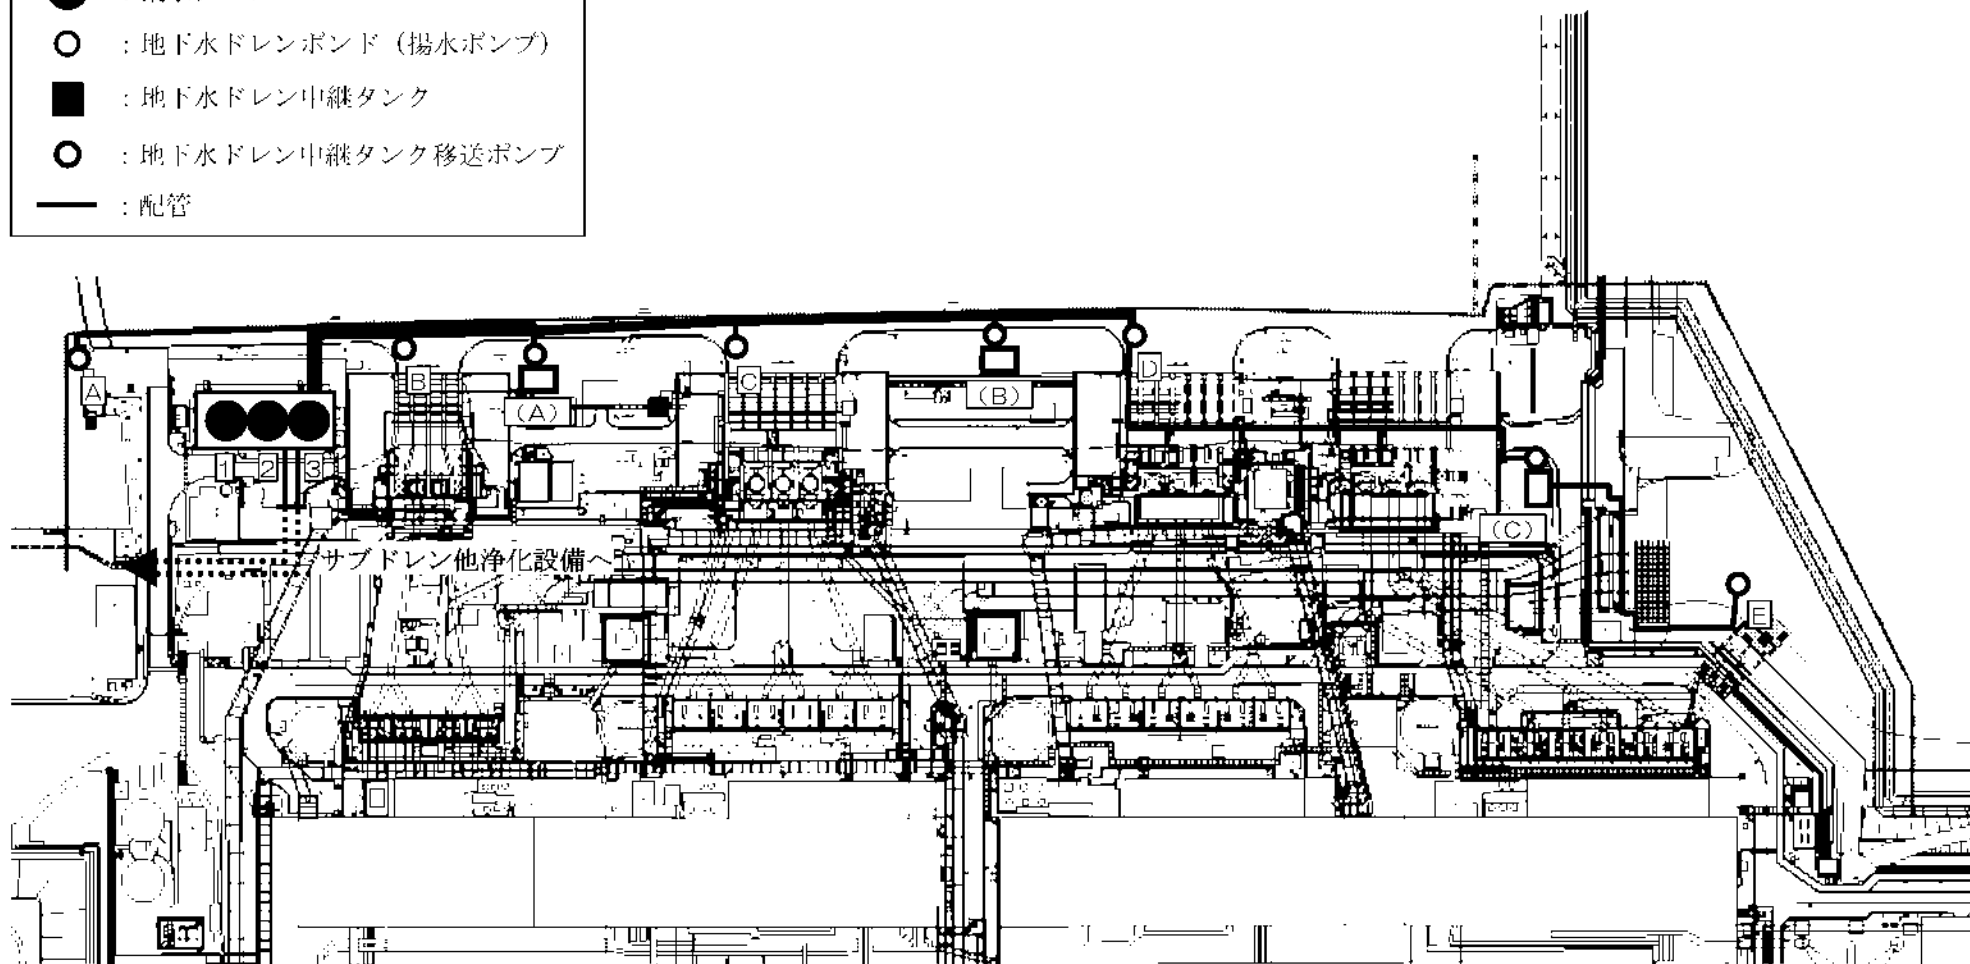 ：地下水ドレンポンド（揚水ポンプ）
：地下水ドレン中継タンク
：地下水ドレン中継タンク移送ポンプ
：配管
A
B
(A)
C
(B)
D
1 2 3
(C)
サブドレン他浄化設備へ
E